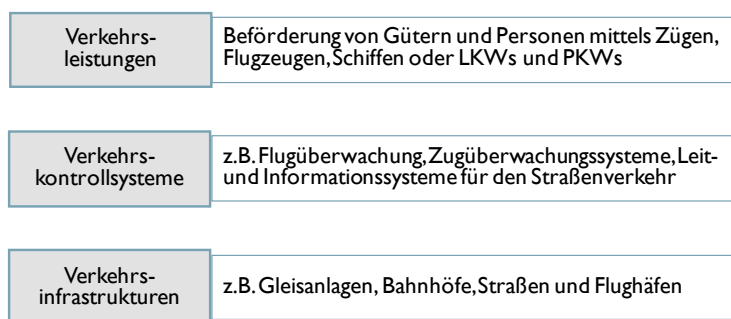 Verkehrs-
leistungen
Beförderung von Gütern und Personen mittels Zügen,
Flugzeugen, Schiffen oder LKWs und PKWs
Verkehrs-
kontrollsysteme
z.B. Flugüberwachung, Zugüberwachungssysteme, Leit-
und Informationssysteme für den Straßenverkehr
Verkehrs-
infrastrukturen
z.B. Gleisanlagen, Bahnhöfe, Straßen und Flughäfen